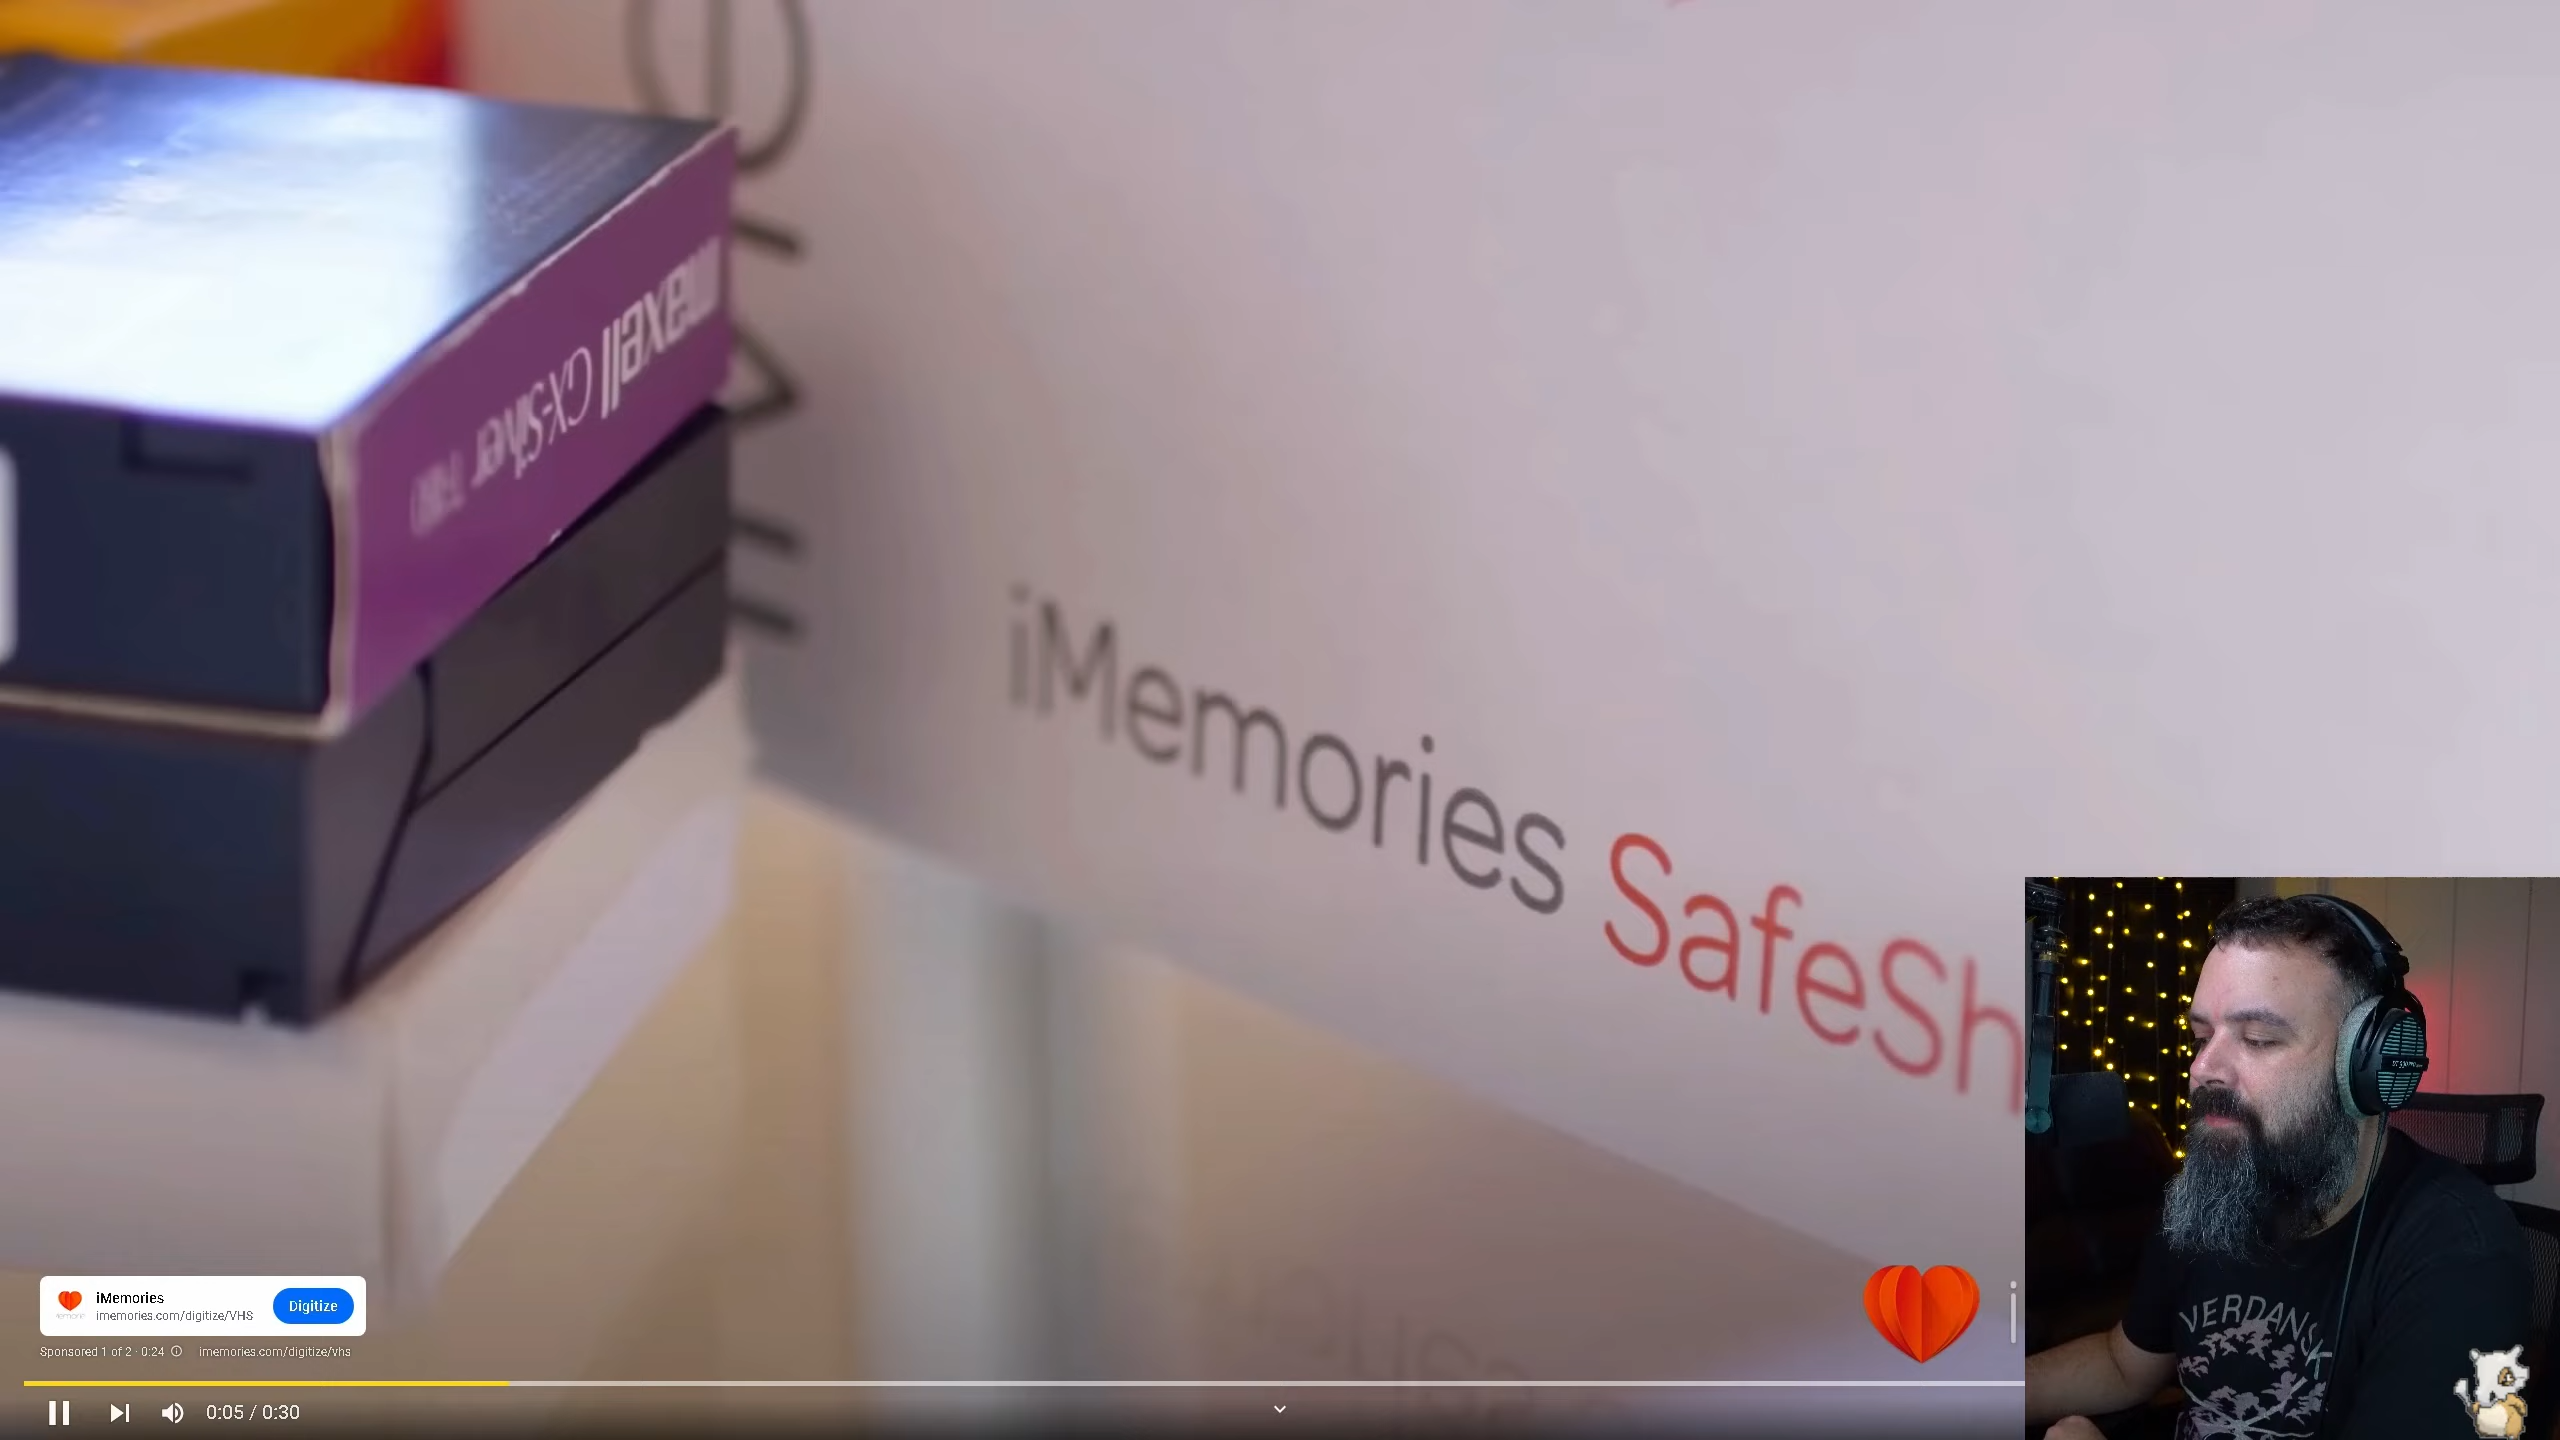 maxell GX-Silver
iMemories SafeSh
i
iMemories
imemories.com/digitize/VHS
Digitize
Sponsored 1 of 2 · 0:24
imemories.com/digitize/vhs
0:05 / 0:30
VERDANSK